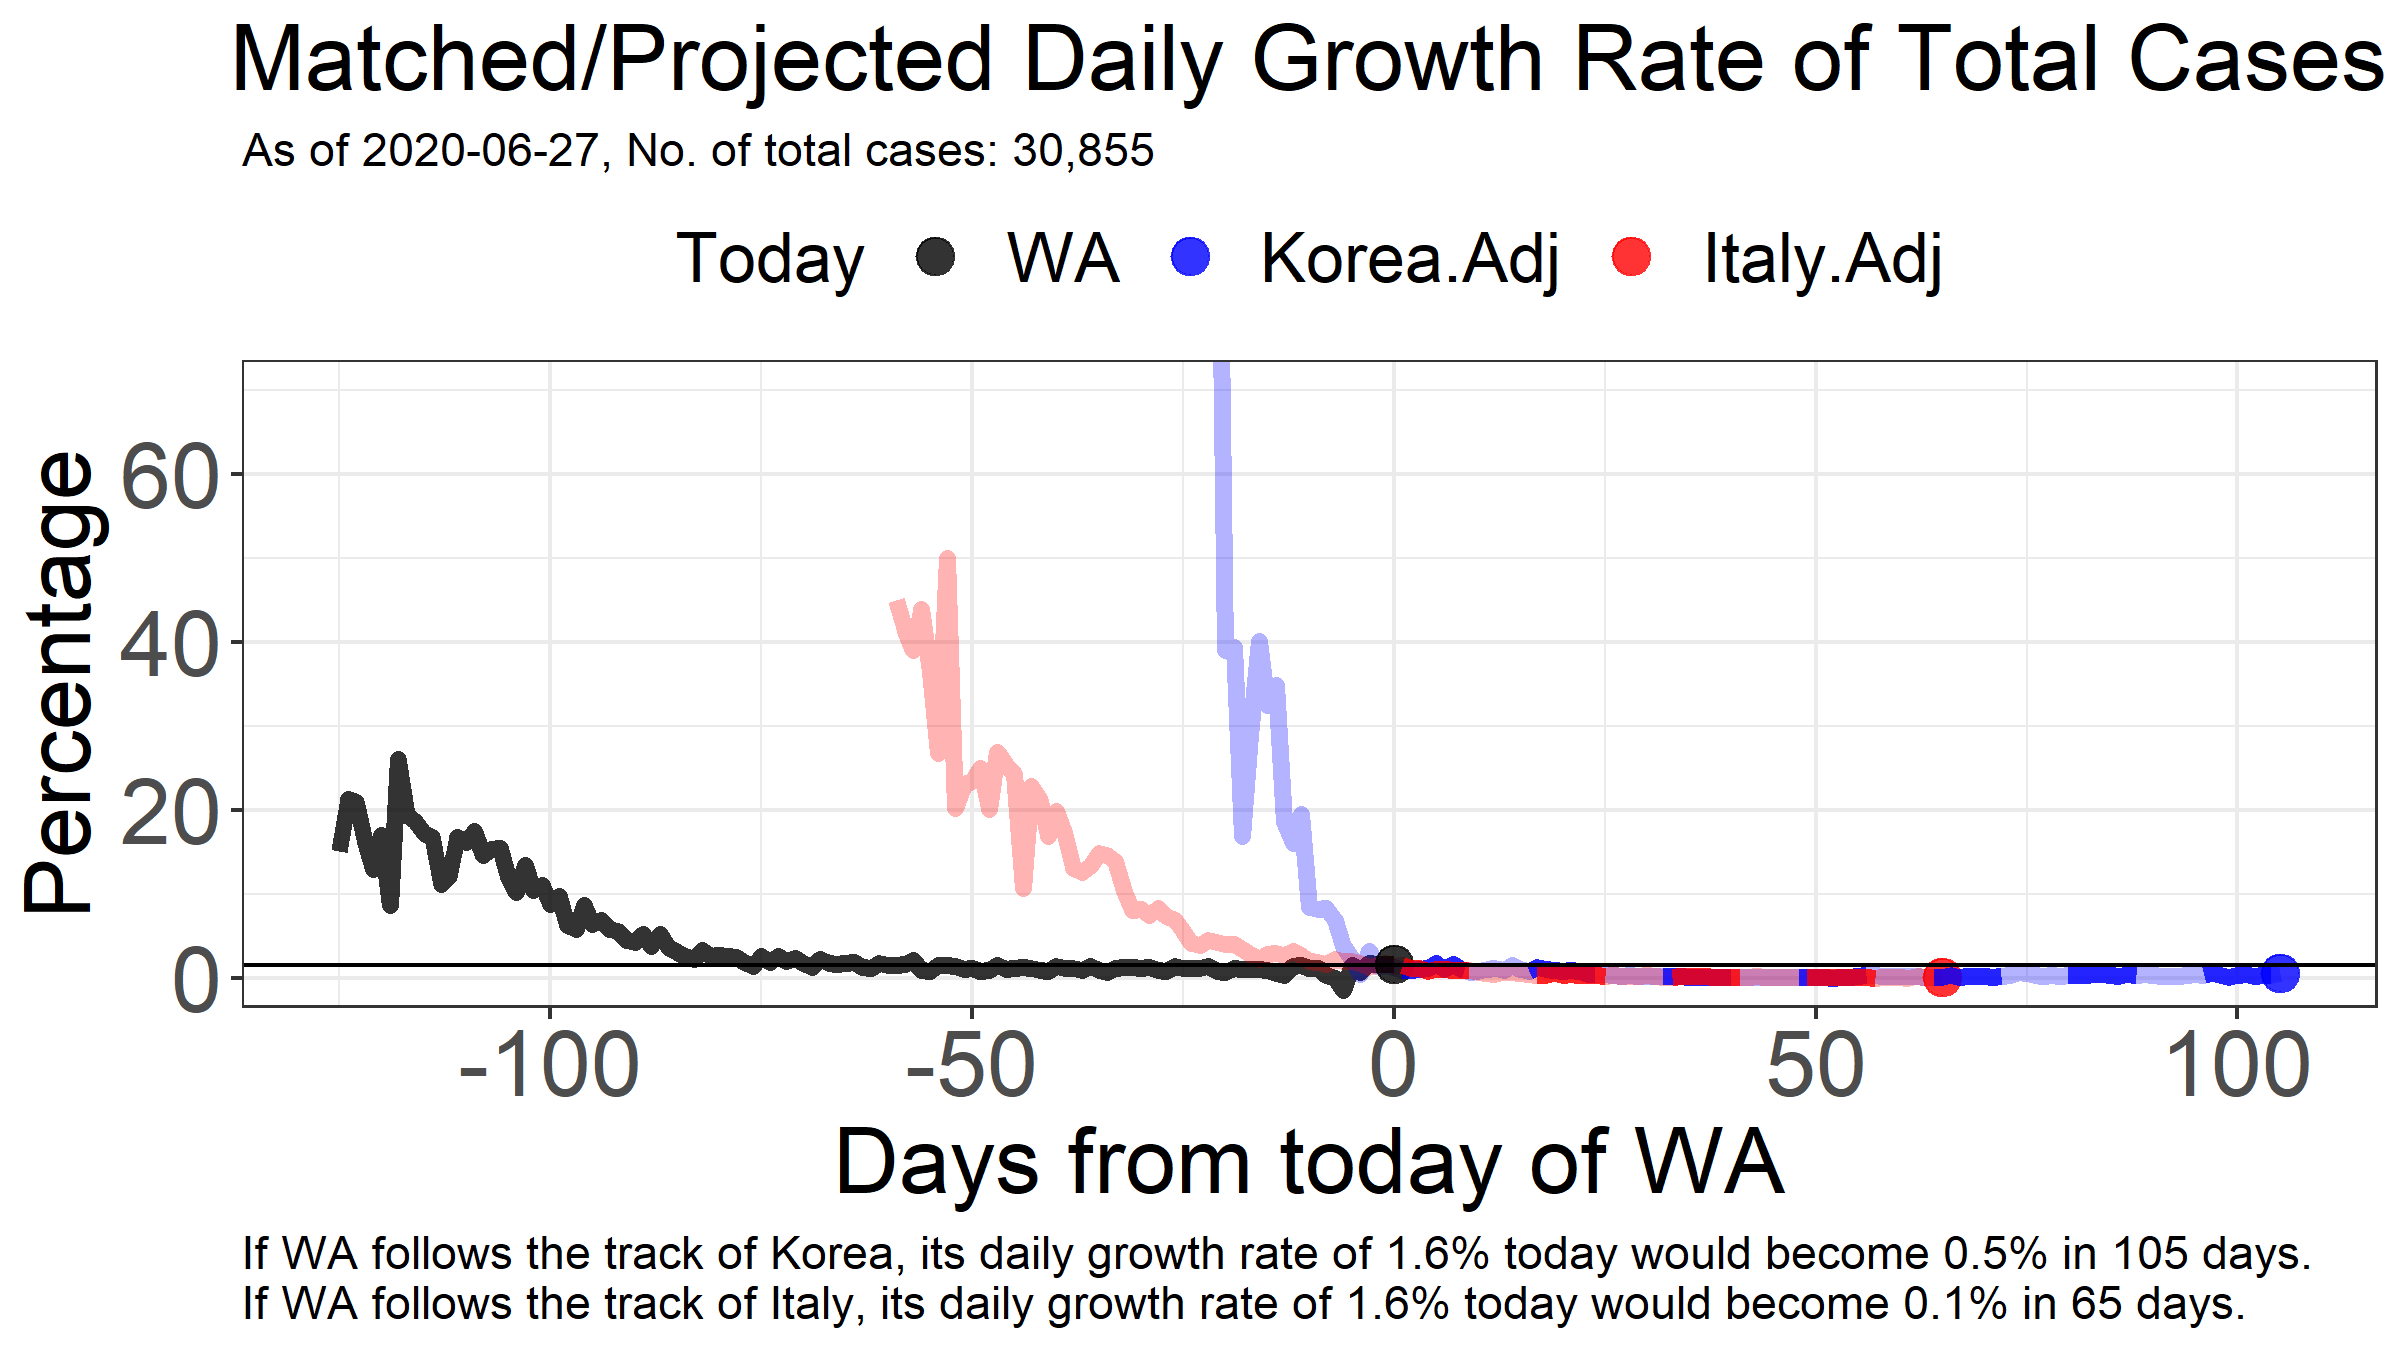 Matched/Projected Daily Growth Rate of Total Cases
As of 2020-06-27, No. of total cases: 30,855
Today WA Korea.Adj Italy.Adj
Percentage
60
40
20
0
-100 -50 0 50 100
Days from today of WA
If WA follows the track of Korea, its daily growth rate of 1.6% today would become 0.5% in 105 days.
If WA follows the track of Italy, its daily growth rate of 1.6% today would become 0.1% in 65 days.